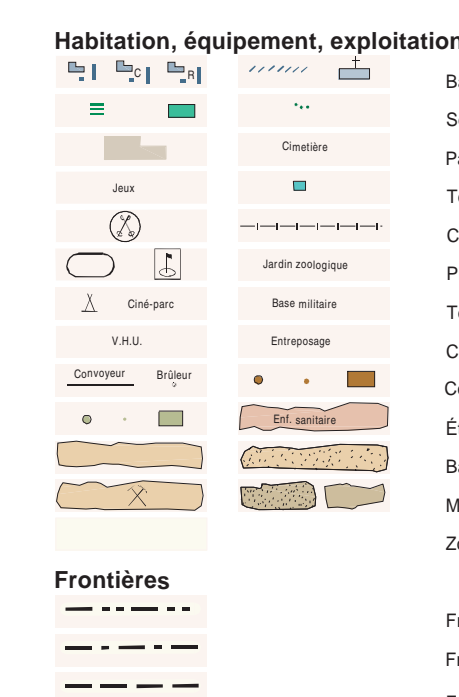 Habitation, équipement, exploitation
C R
Cimetière
Jeux
Jardin zoologique
Ciné-parc Base militaire
V.H.U. Entreposage
Convoyeur Brûleur
Enf. sanitaire
Frontières